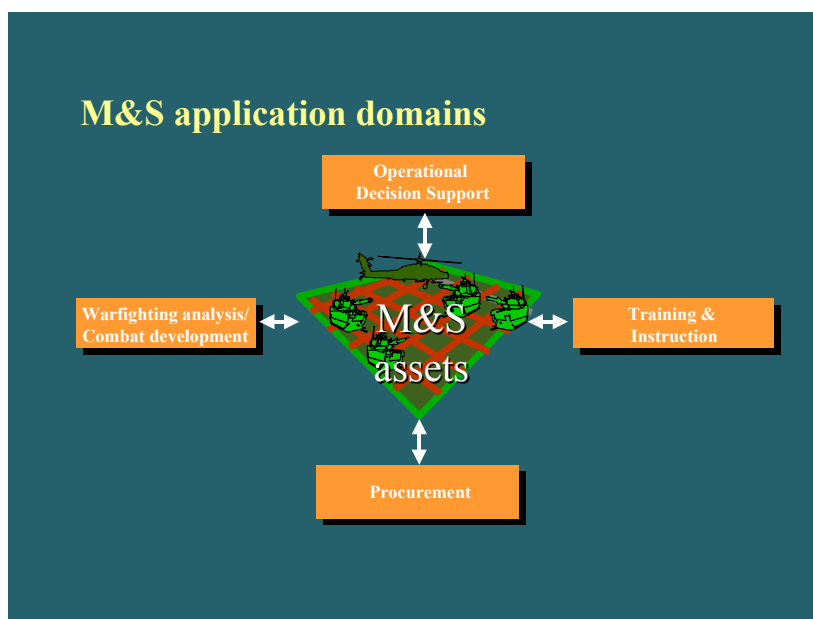 M&S application domains
Operational
Decision Support
Warfighting analysis/
Combat development
M&S
assets
Training &
Instruction
Procurement